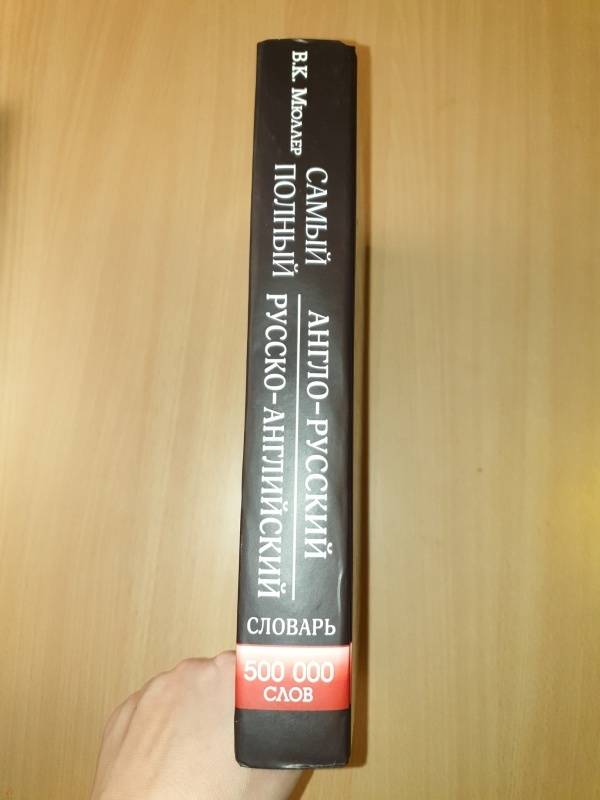 В.К. Мюллер
САМЫЙ
ПОЛНЫЙ
АНГЛО-РУССКИЙ
РУССКО-АНГЛИЙСКИЙ
СЛОВАРЬ
500 000
СЛОВ